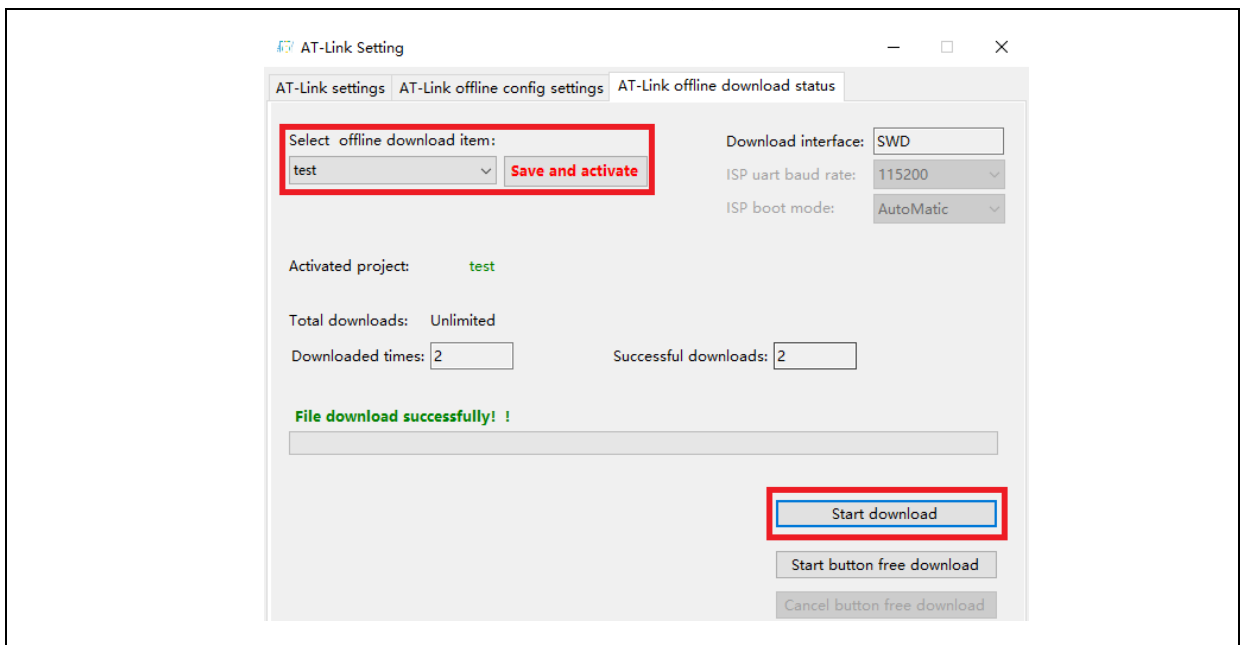 AT-Link Setting
AT-Link settings AT-Link offline config settings AT-Link offline download status
Select offline download item:
test Save and activate
Download interface: SWD
ISP uart baud rate: 115200
ISP boot mode: AutoMatic
Activated project: test
Total downloads: Unlimited
Downloaded times: 2 Successful downloads: 2
File download successfully! !
Start download
Start button free download
Cancel button free download